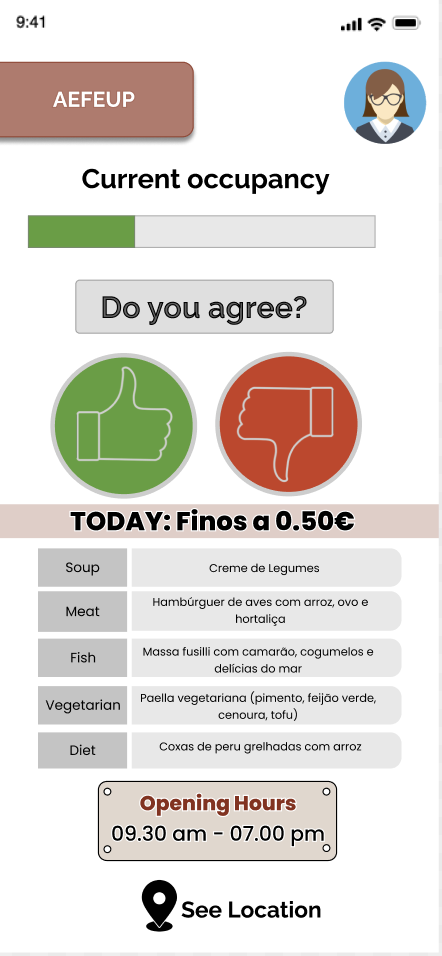 9:41
AEFEUP
Current occupancy
Do you agree?
TODAY: Finos a 0.50€
Soup
Creme de Legumes
Meat
Hambúrguer de aves com arroz, ovo e
hortaliça
Fish
Massa fusilli com camarão, cogumelos e
delícias do mar
Vegetarian
Paella vegetariana (pimento, feijão verde,
cenoura, tofu)
Diet
Coxas de peru grelhadas com arroz
Opening Hours
09.30 am - 07.00 pm
See Location